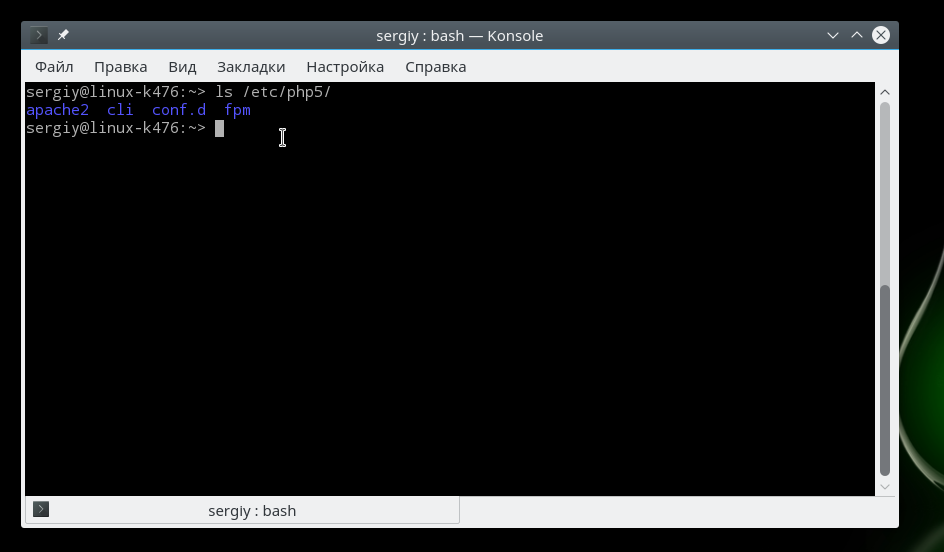 sergiy : bash — Konsole
Файл Правка Вид Закладки Настройка Справка
sergiy@linux-k476:~> ls /etc/php5/
apache2  cli  conf.d  fpm
sergiy@linux-k476:~>
sergiy : bash